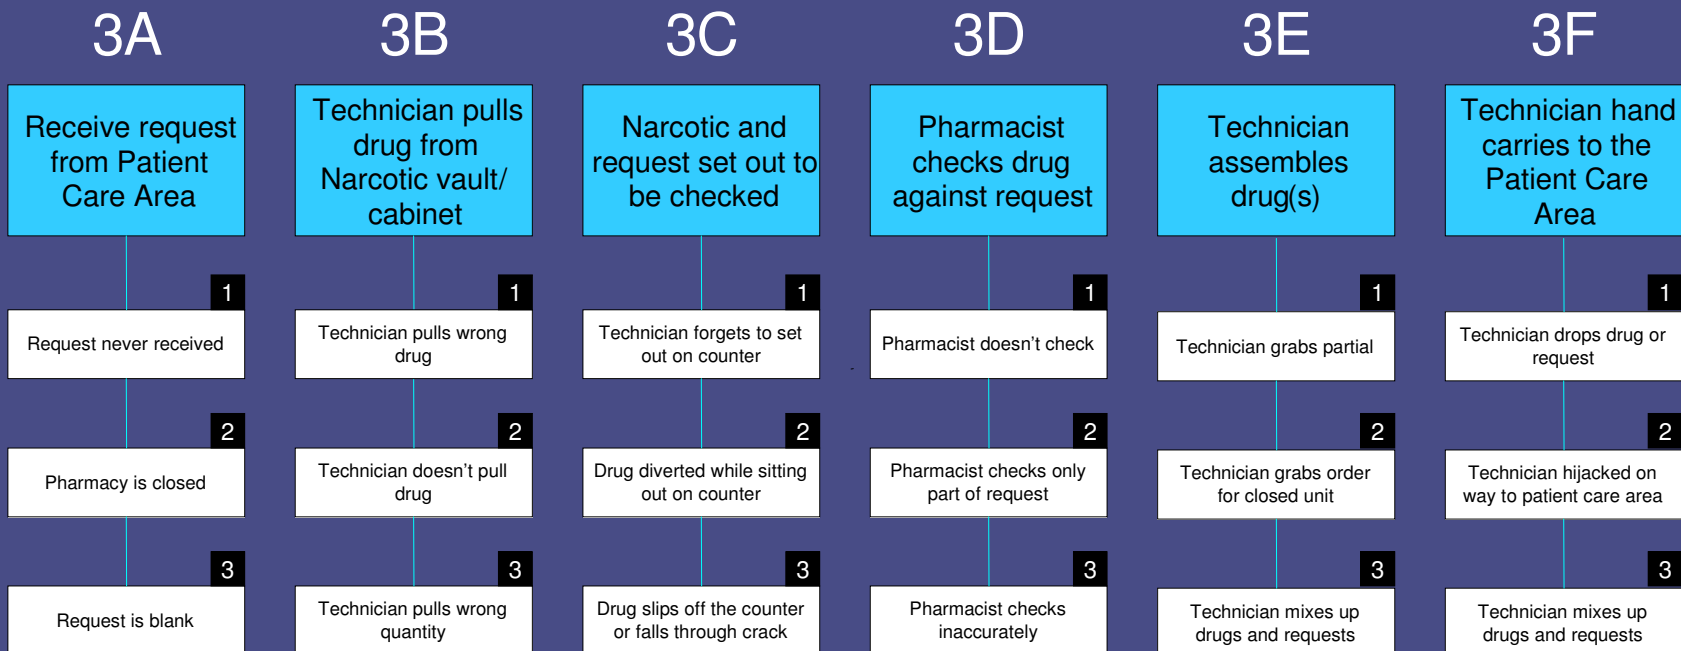 3A
3B
3C
3D
3E
3F
Receive request
from Patient
Care Area
Technician pulls
drug from
Narcotic vault/
cabinet
Narcotic and
request set out to
be checked
Pharmacist
checks drug
against request
Technician
assembles
drug(s)
Technician hand
carries to the
Patient Care
Area
1
Request never received
1
Technician pulls wrong
drug
1
Technician forgets to set
out on counter
1
Pharmacist doesn’t check
1
Technician grabs partial
1
Technician drops drug or
request
2
Pharmacy is closed
2
Technician doesn’t pull
drug
2
Drug diverted while sitting
out on counter
2
Pharmacist checks only
part of request
2
Technician grabs order
for closed unit
2
Technician hijacked on
way to patient care area
3
Request is blank
3
Technician pulls wrong
quantity
3
Drug slips off the counter
or falls through crack
3
Pharmacist checks
inaccurately
3
Technician mixes up
drugs and requests
3
Technician mixes up
drugs and requests